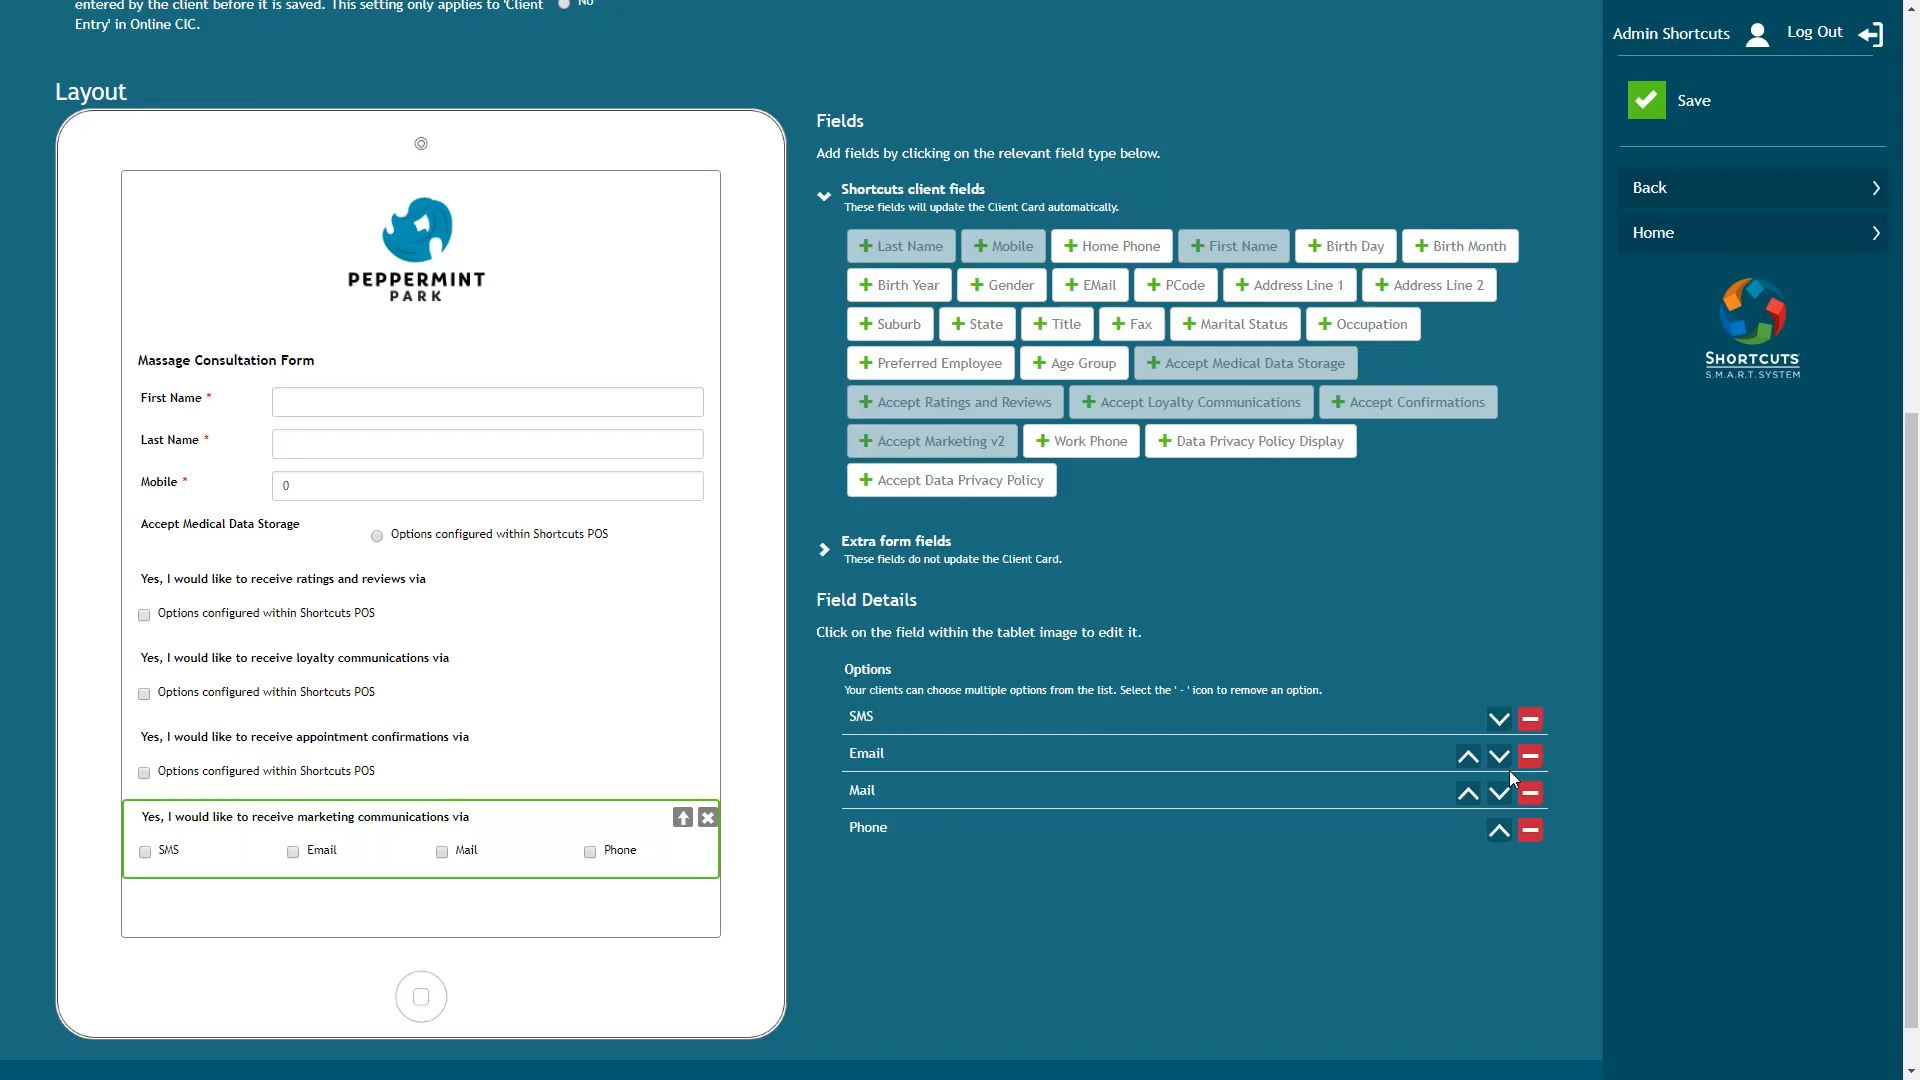 entered by the client before it is saved. This setting only applies to 'Client
Entry' in Online CIC.
No
Admin Shortcuts
Log Out
Save
Back
Home
SHORTCUTS
S.M.A.R.T. SYSTEM
Layout
PEPPERMINT
PARK
Massage Consultation Form
First Name *
Last Name *
Mobile *
0
Accept Medical Data Storage
Options configured within Shortcuts POS
Yes, I would like to receive ratings and reviews via
Options configured within Shortcuts POS
Yes, I would like to receive loyalty communications via
Options configured within Shortcuts POS
Yes, I would like to receive appointment confirmations via
Options configured within Shortcuts POS
Yes, I would like to receive marketing communications via
SMS Email Mail Phone
Fields
Add fields by clicking on the relevant field type below.
Shortcuts client fields
These fields will update the Client Card automatically.
Last Name Mobile Home Phone First Name Birth Day Birth Month
Birth Year Gender EMail PCode Address Line 1 Address Line 2
Suburb State Title Fax Marital Status Occupation
Preferred Employee Age Group Accept Medical Data Storage
Accept Ratings and Reviews Accept Loyalty Communications Accept Confirmations
Accept Marketing v2 Work Phone Data Privacy Policy Display
Accept Data Privacy Policy
Extra form fields
These fields do not update the Client Card.
Field Details
Click on the field within the tablet image to edit it.
Options
Your clients can choose multiple options from the list. Select the ' - ' icon to remove an option.
SMS
Email
Mail
Phone